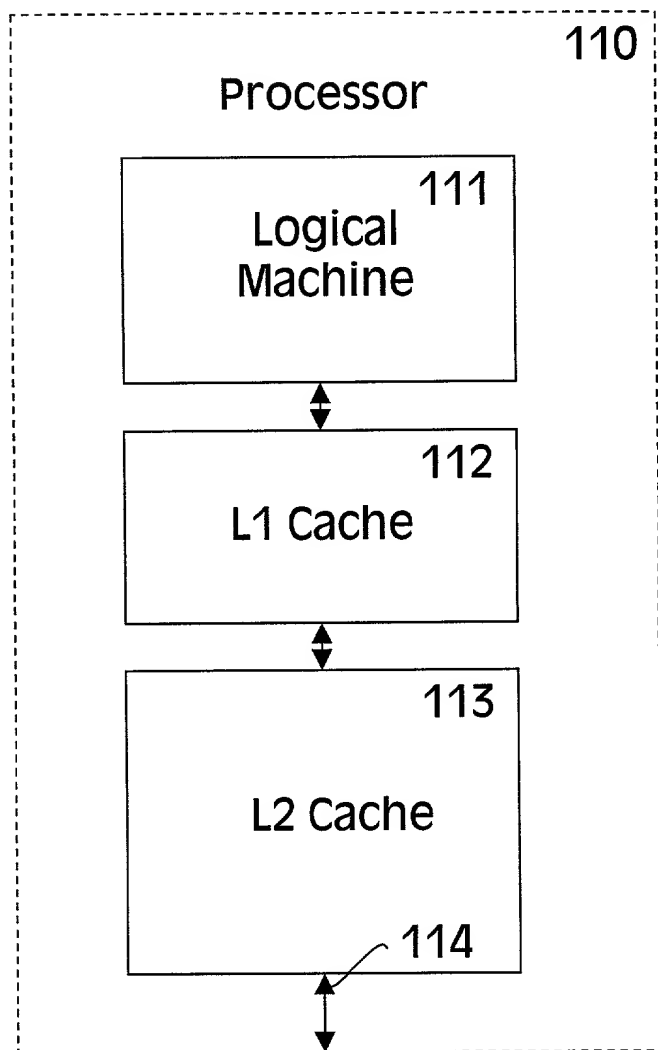 110
Processor
111
Logical
Machine
112
L1 Cache
113
L2 Cache
114